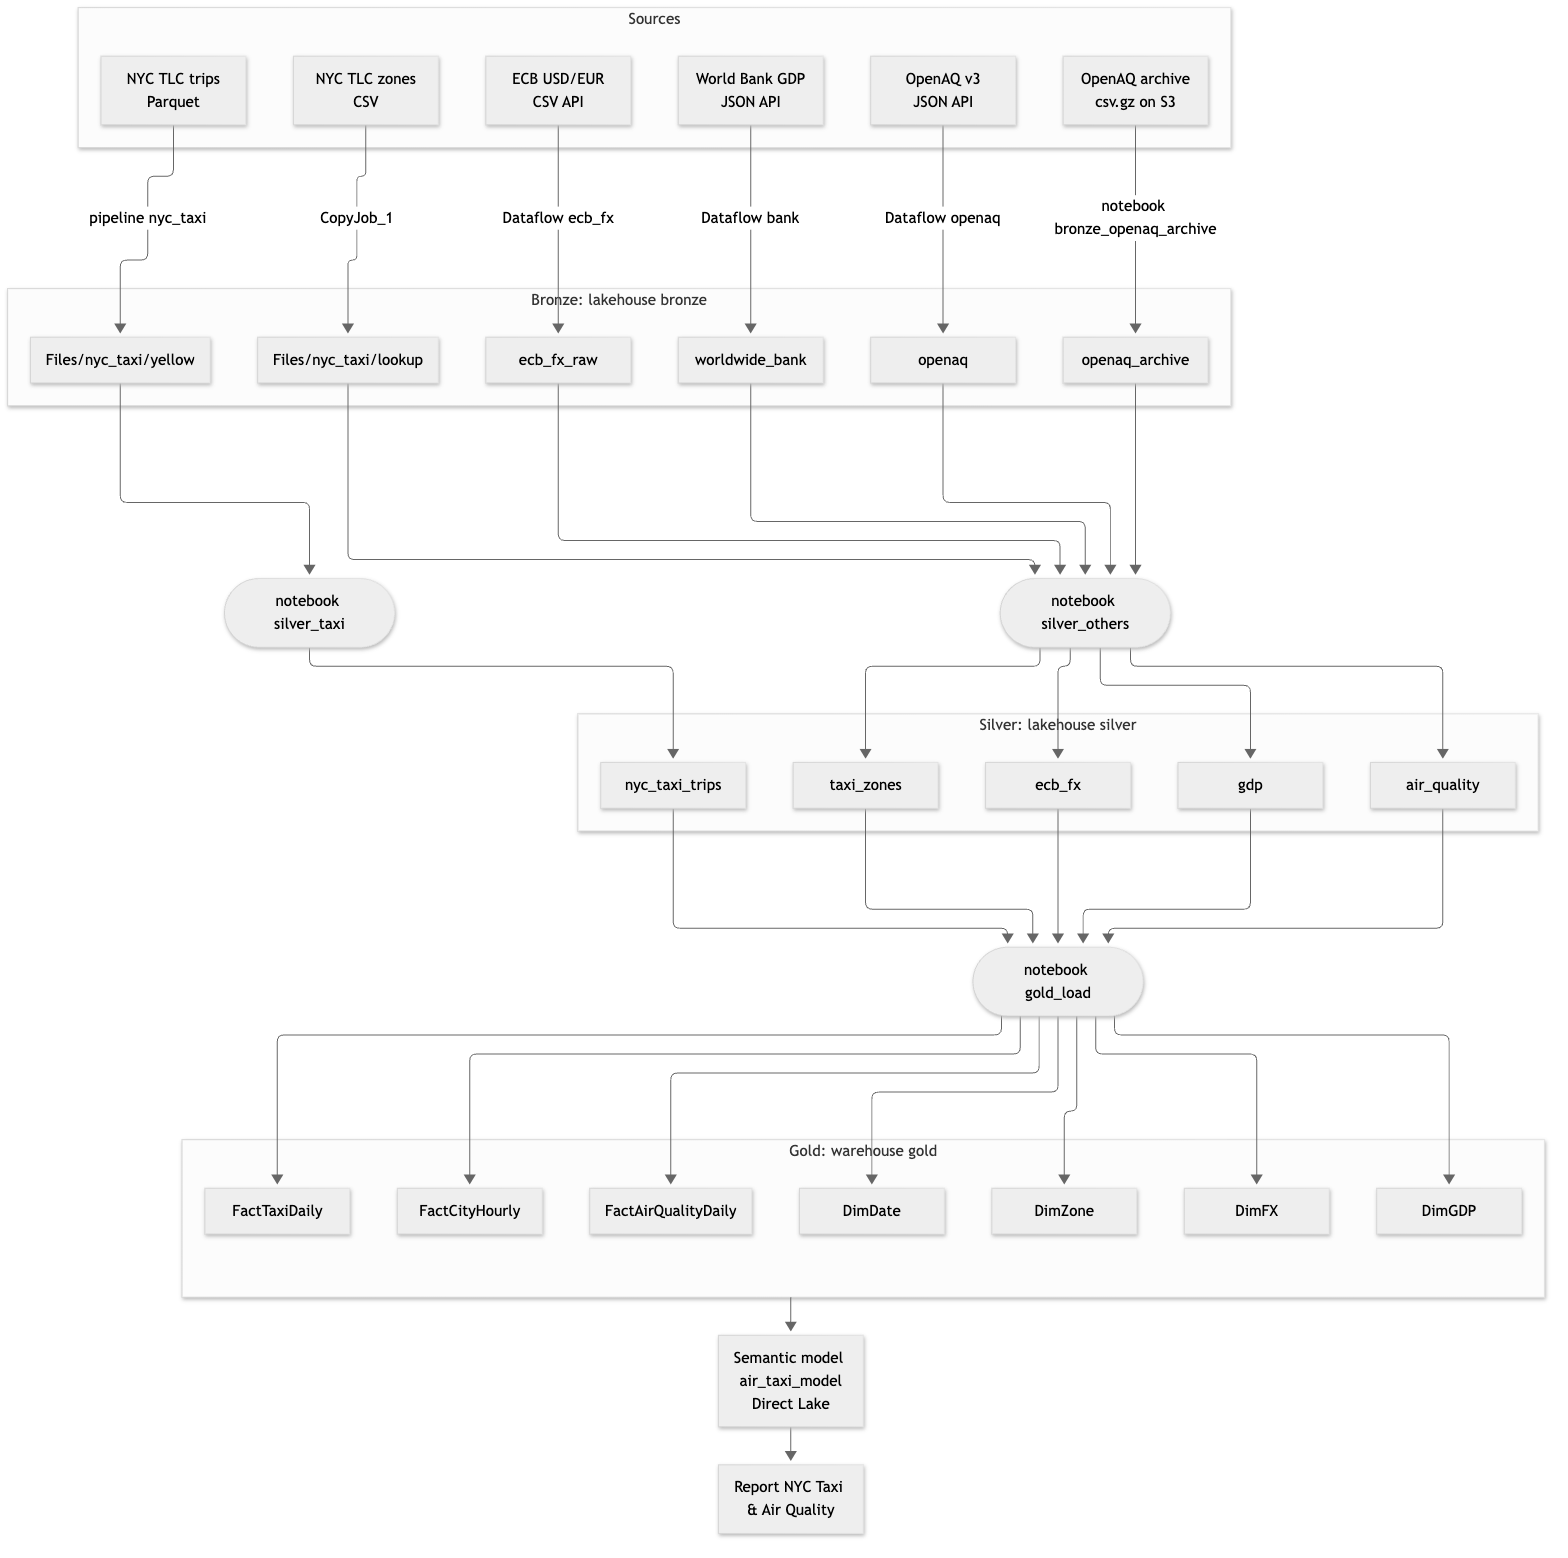 Sources
NYC TLC trips
Parquet
NYC TLC zones
CSV
ECB USD/EUR
CSV API
World Bank GDP
JSON API
OpenAQ v3
JSON API
OpenAQ archive
csv.gz on S3
pipeline nyc_taxi
CopyJob_1
Dataflow ecb_fx
Dataflow bank
Dataflow openaq
notebook
bronze_openaq_archive
Bronze: lakehouse bronze
Files/nyc_taxi/yellow
Files/nyc_taxi/lookup
ecb_fx_raw
worldwide_bank
openaq
openaq_archive
notebook
silver_taxi
notebook
silver_others
Silver: lakehouse silver
nyc_taxi_trips
taxi_zones
ecb_fx
gdp
air_quality
notebook
gold_load
Gold: warehouse gold
FactTaxiDaily
FactCityHourly
FactAirQualityDaily
DimDate
DimZone
DimFX
DimGDP
Semantic model
air_taxi_model
Direct Lake
Report NYC Taxi
& Air Quality